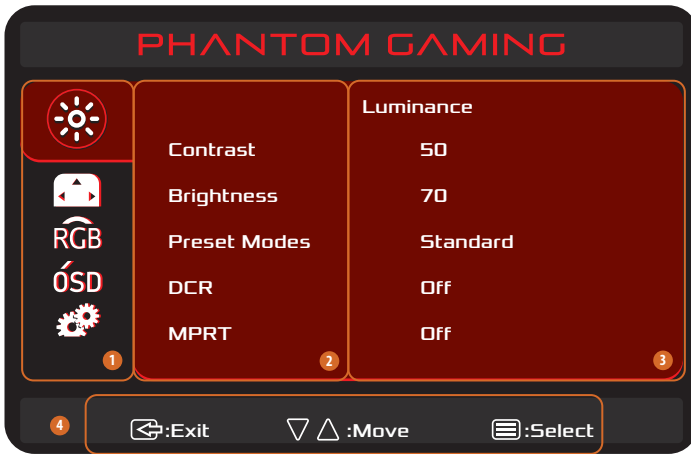 PHANTOM GAMING
Luminance
Contrast 50
Brightness 70
RGB
Preset Modes Standard
OSD
DCR Off
MPRT Off
1 2 3
4
:Exit :Move :Select